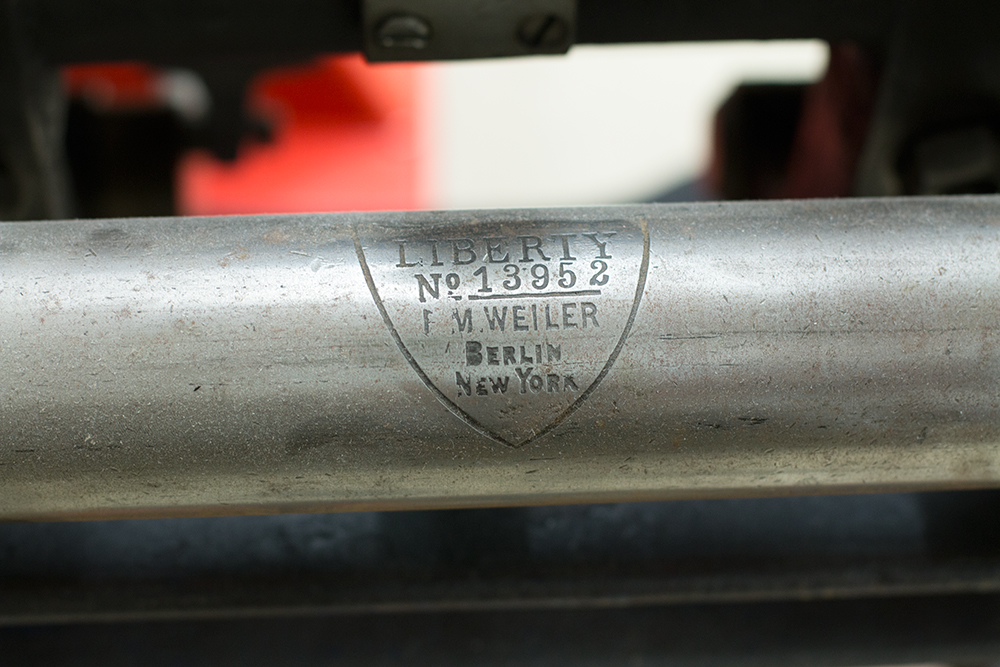 LIBERTY
No 13952
F.M.WEILER
BERLIN
NEW YORK